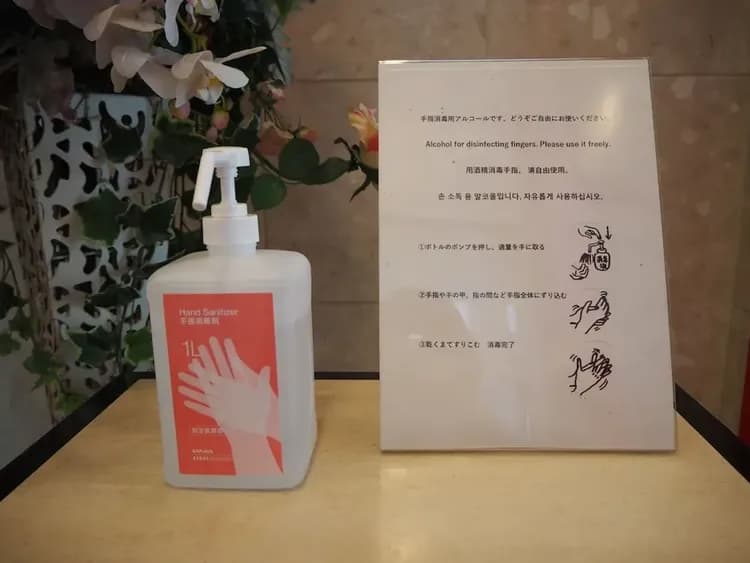 Hand Sanitizer
手指消毒剤
1L
手指消毒剤アルコールです。どうぞご自由にお使いください。
Alcohol for disinfecting fingers. Please use it freely.
用酒精消毒手指。 满自由使用。
손 소독 용 알코올입니다. 자유롭게 사용하십시오.
①ボトルのポンプを押し、適量を手に取る
②手指や手の甲、指の間など手指全体にすり込む
③乾くまですりこむ 消毒完了